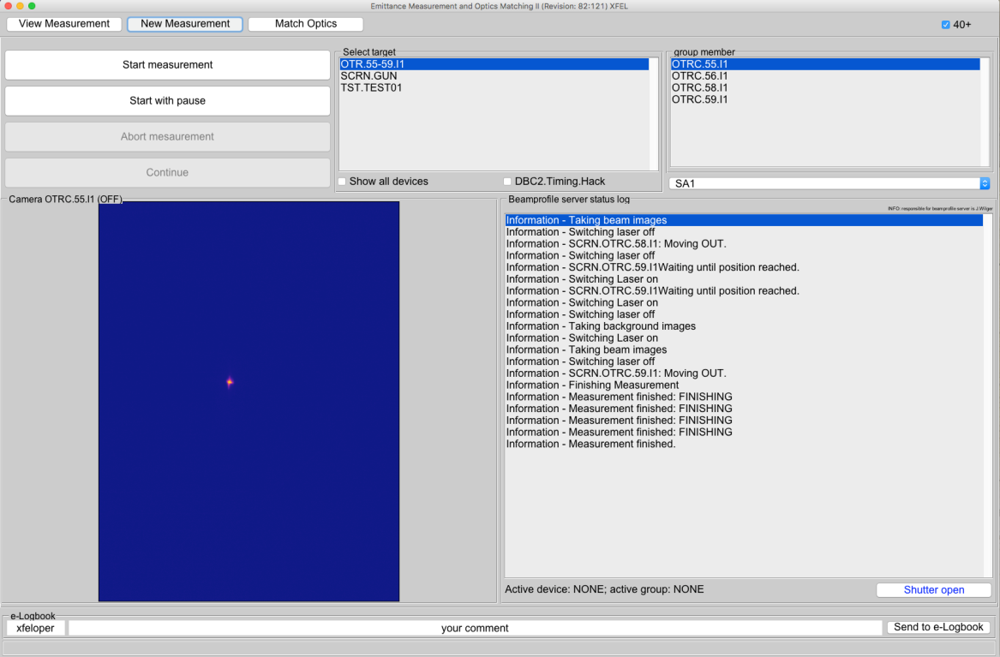 Emittance Measurement and Optics Matching II (Revision: 82:121) XFEL
View Measurement
New Measurement
Match Optics
40+
Start measurement
Start with pause
Abort mesaurement
Continue
Select target
OTR.55-59.I1
SCRN.GUN
TST.TEST01
Show all devices
DBC2.Timing.Hack
group member
OTRC.55.I1
OTRC.56.I1
OTRC.58.I1
OTRC.59.I1
SA1
Camera OTRC.55.I1 (OFF)
Beamprofile server status log
INFO: responsible for beamprofile server is J.Wilger
Information - Taking beam images
Information - Switching laser off
Information - SCRN.OTRC.58.I1: Moving OUT.
Information - Switching laser off
Information - SCRN.OTRC.59.I1Waiting until position reached.
Information - Switching Laser on
Information - SCRN.OTRC.59.I1Waiting until position reached.
Information - Switching Laser on
Information - Switching laser off
Information - Taking background images
Information - Switching Laser on
Information - Taking beam images
Information - Switching laser off
Information - SCRN.OTRC.59.I1: Moving OUT.
Information - Finishing Measurement
Information - Measurement finished: FINISHING
Information - Measurement finished: FINISHING
Information - Measurement finished: FINISHING
Information - Measurement finished: FINISHING
Information - Measurement finished.
Active device: NONE; active group: NONE
Shutter open
e-Logbook
xfeloper
your comment
Send to e-Logbook